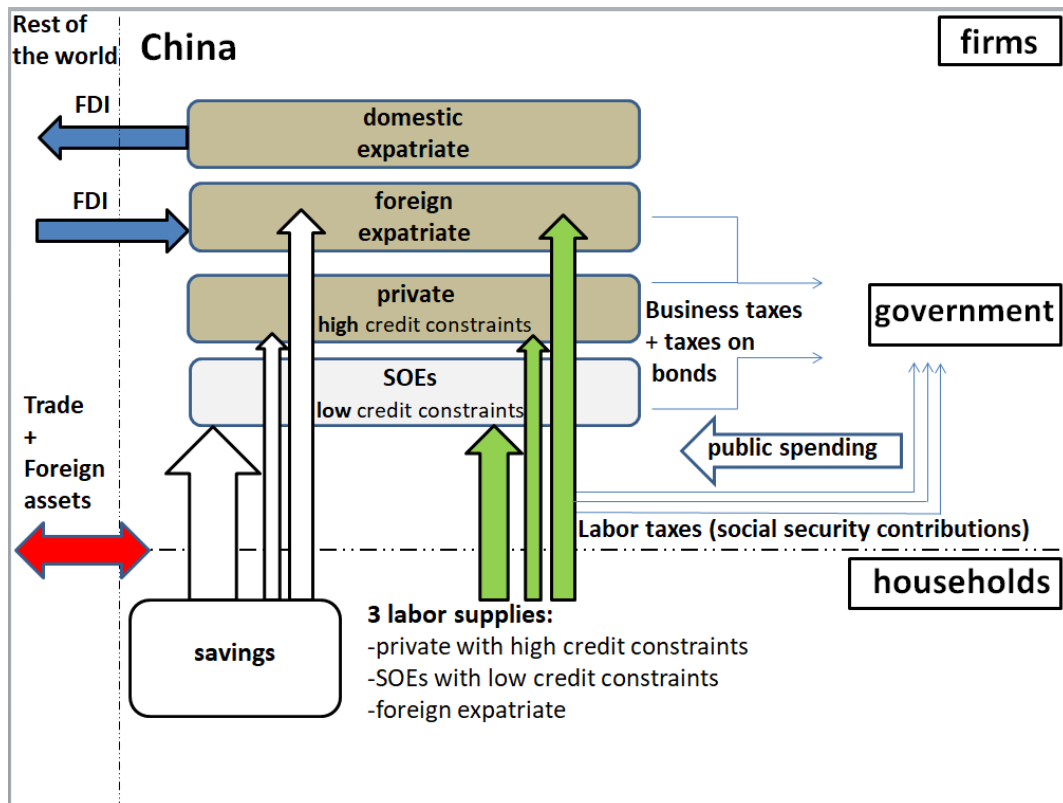 Rest of
the world
China
firms
FDI
domestic
expatriate
FDI
foreign
expatriate
private
high credit constraints
Business taxes
+ taxes on
bonds
government
SOEs
low credit constraints
Trade
+
Foreign
assets
public spending
Labor taxes (social security contributions)
households
savings
3 labor supplies:
-private with high credit constraints
-SOEs with low credit constraints
-foreign expatriate